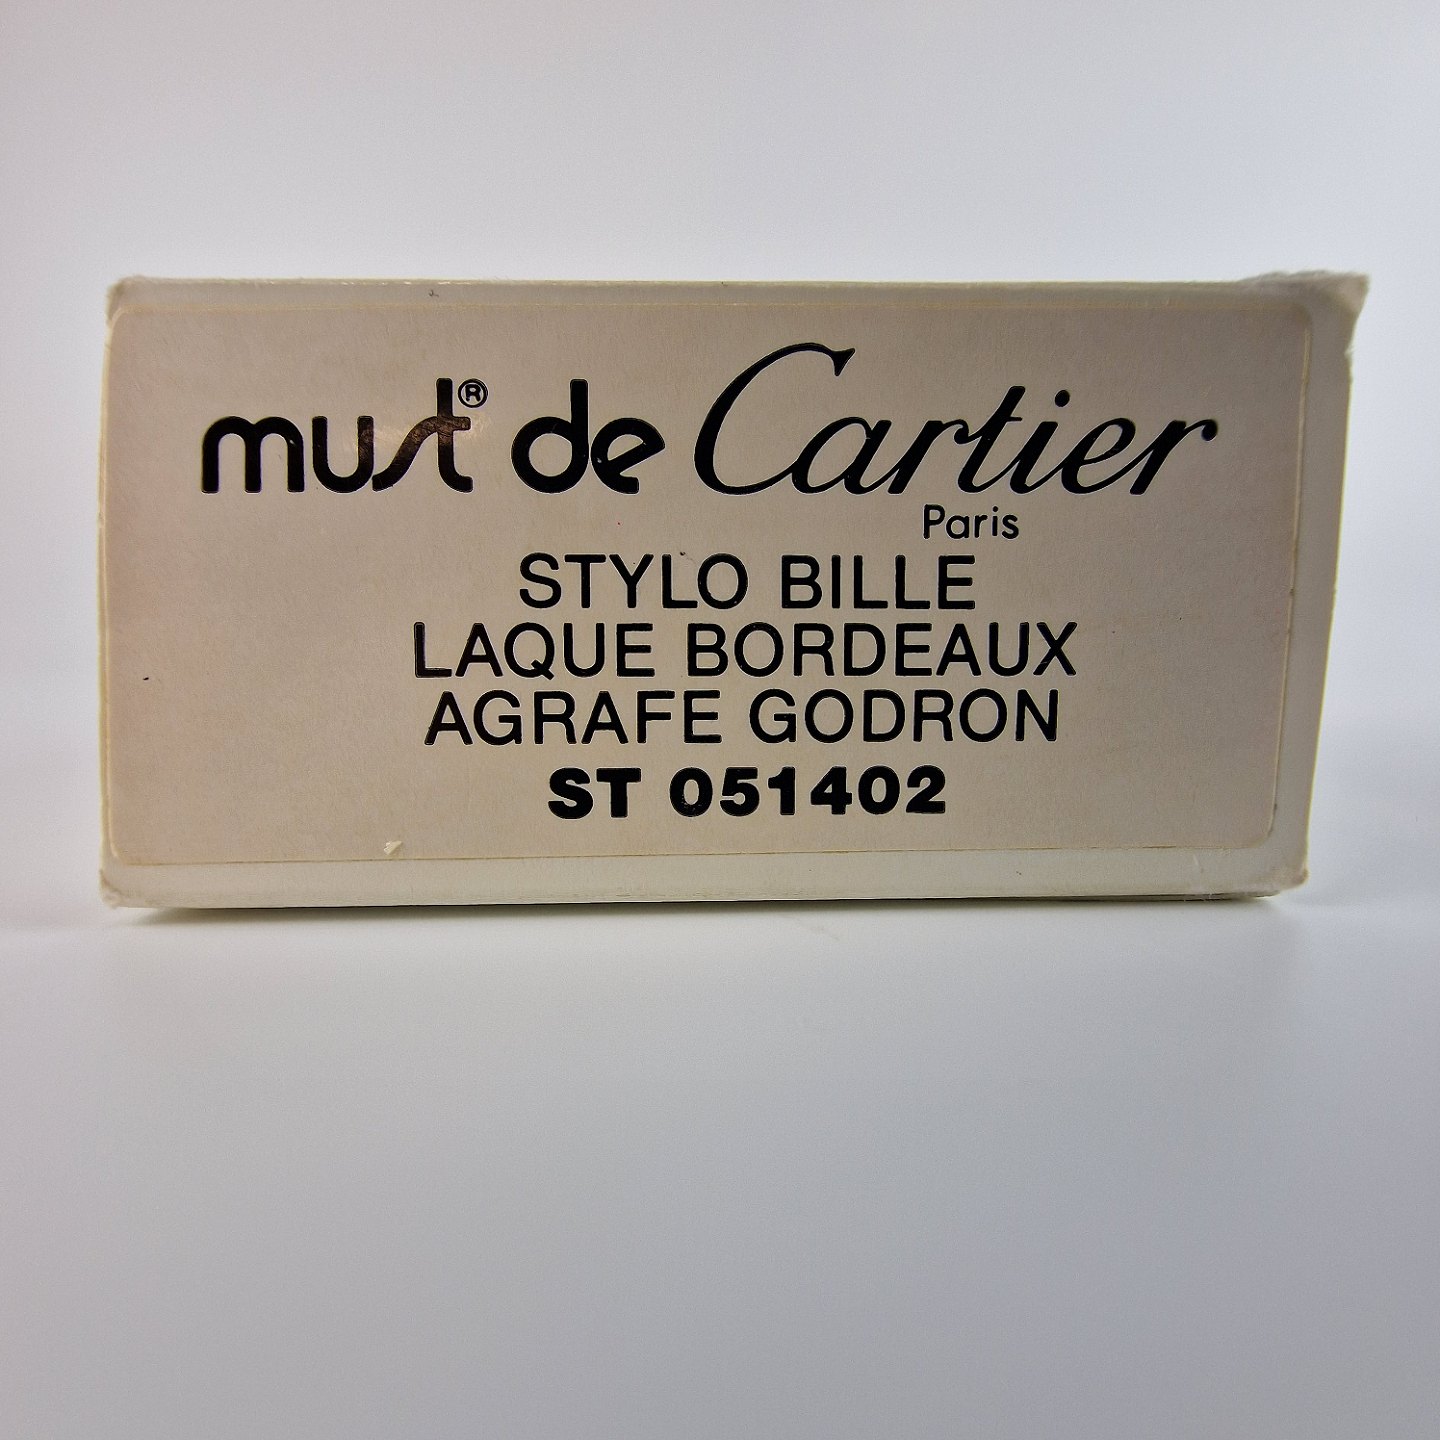 must® de Cartier
Paris
STYLO BILLE
LAQUE BORDEAUX
AGRAFE GODRON
ST 051402